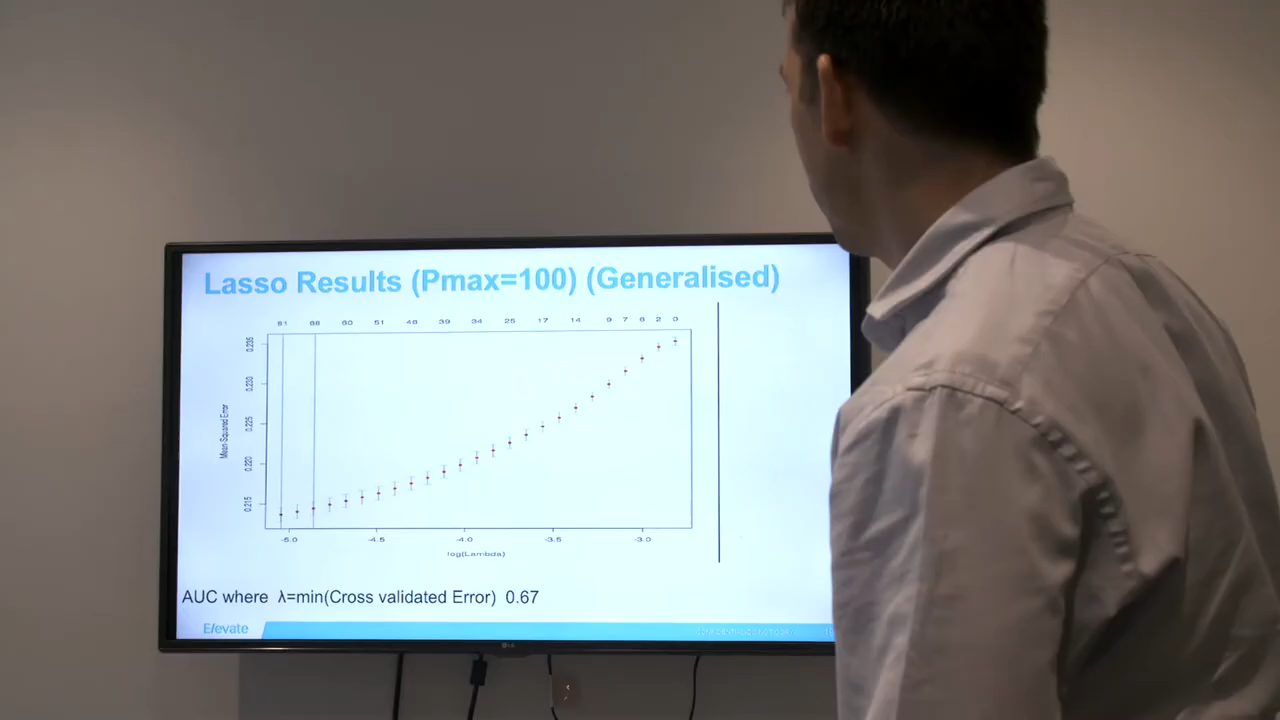 Lasso Results (Pmax=100) (Generalised)
81 68 60 51 48 39 34 25 17 14 9 7 6 2 0
0.235
0.230
0.225
0.220
0.215
Mean-Squared Error
-5.0 -4.5 -4.0 -3.5 -3.0
log(Lambda)
AUC where λ=min(Cross validated Error) 0.67
Elevate
LG